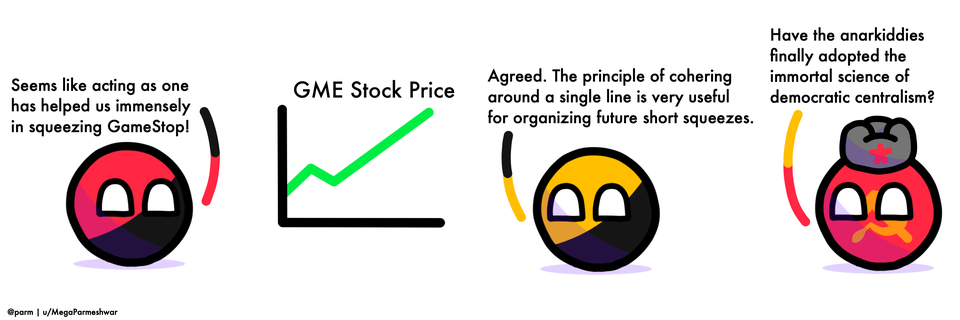 Seems like acting as one
has helped us immensely
in squeezing GameStop!
GME Stock Price
Agreed. The principle of cohering
around a single line is very useful
for organizing future short squeezes.
Have the anarkiddies
finally adopted the
immortal science of
democratic centralism?
@parm | u/MegaParmeshwar